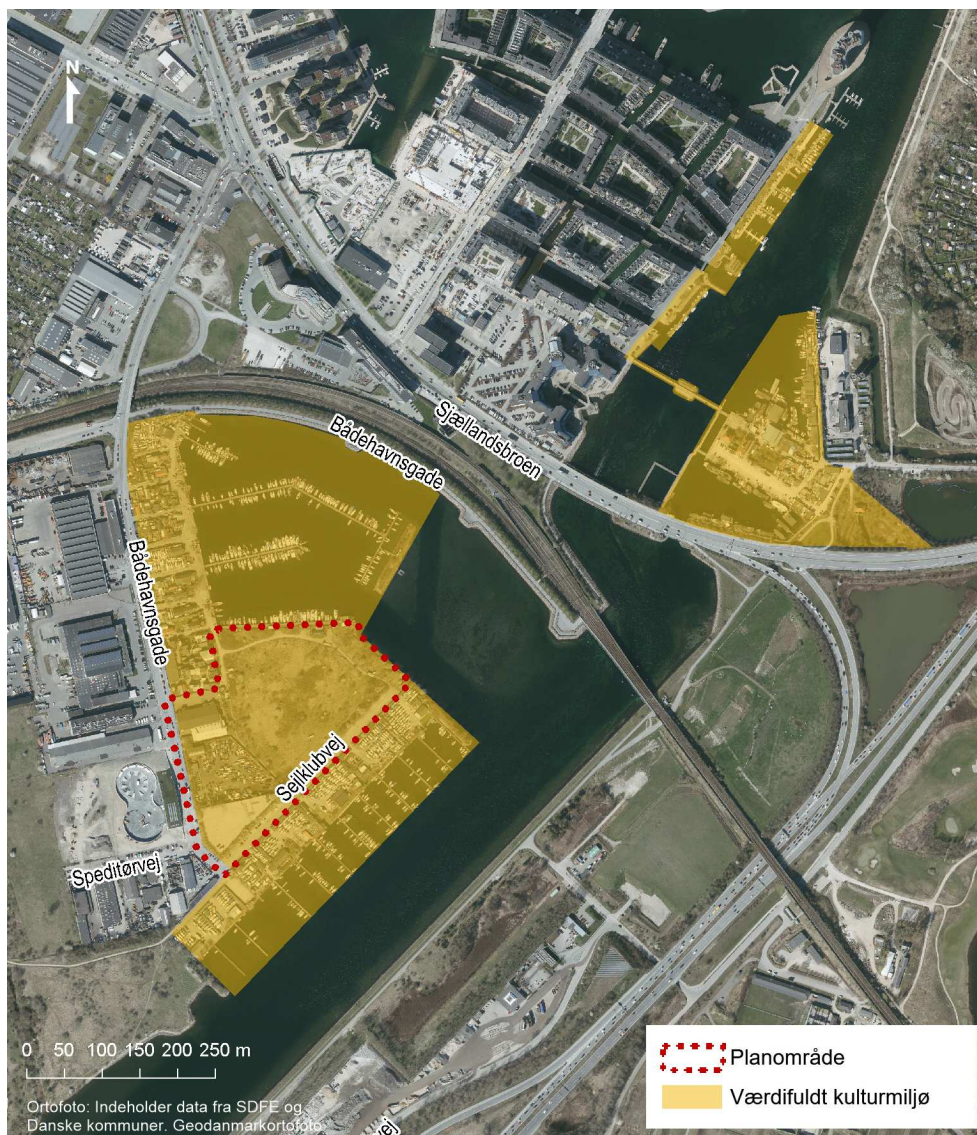 N
Sjællandsbroen
Bådehavnsgade
Bådehavnsgade
Sejlklubvej
Speditørvej
0 50 100 150 200 250 m
Ortofoto: Indeholder data fra SDFE og
Danske kommuner. Geodanmarkortofoto
vej
Planområde
Værdifuldt kulturmiljø